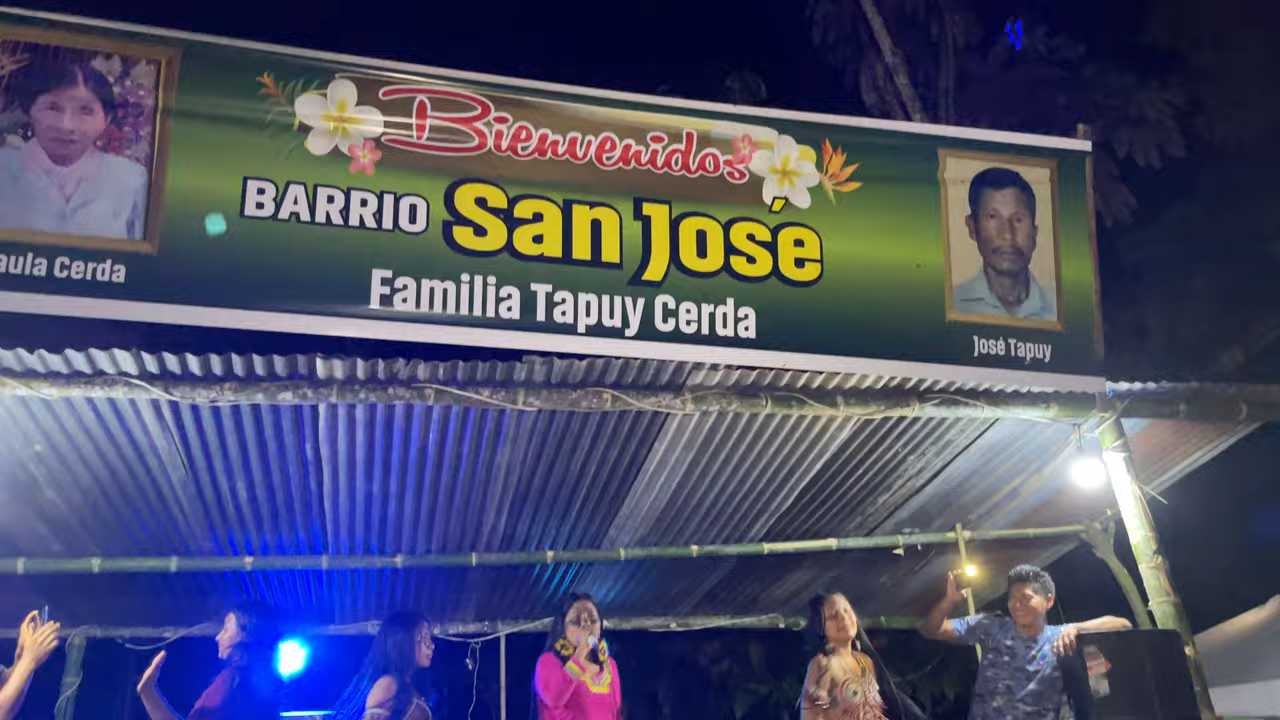 Bienvenidos
BARRIO San José
Familia Tapuy Cerda
aula Cerda
José Tapuy